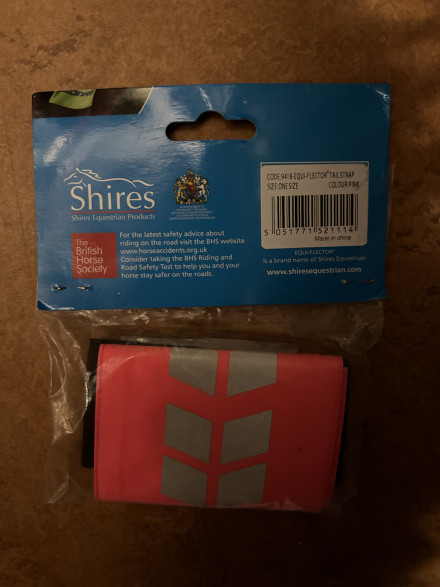 Shires
Shires Equestrian Products
CODE:941B-EQUI-FLECTOR® TAIL STRAP
SIZE:ONE SIZE COLOUR:PINK
5 051771 521114
Made in china
EQUI-FLECTOR®
is a brand name of Shires Equestrian
www.shiresequestrian.com
The
British
Horse
Society
For the latest safety advice about
riding on the road visit the BHS website
www.horseaccidents.org.uk
Consider taking the BHS Riding and
Road Safety Test to help you and your
horse stay safer on the roads.